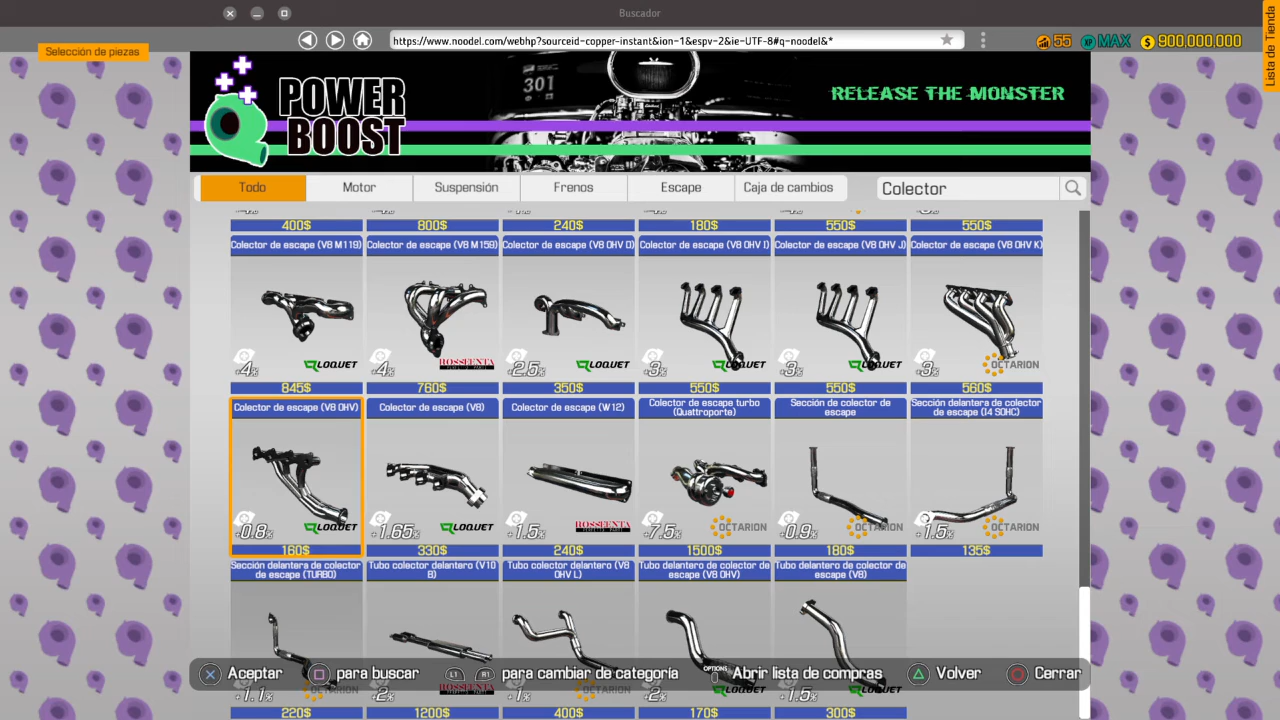 Buscador
Selección de piezas
https://www.noodel.com/webhp?sourceid-copper-instant&ion-1&espv-2&ie-UTF-8#q-noodel&*
55
XP MAX
$ 900,000,000
Lista de Tienda
POWER
BOOST
301
RELEASE THE MONSTER
Todo
Motor
Suspensión
Frenos
Escape
Caja de cambios
Colector
400$
800$
240$
180$
550$
550$
Colector de escape (V8 M119)
Colector de escape (V8 M159)
Colector de escape (V8 OHV D)
Colector de escape (V8 OHV I)
Colector de escape (V8 OHV J)
Colector de escape (V8 OHV K)
+4%
LOQUET
+4%
ROSSFENTA
+2.5%
LOQUET
+3%
LOQUET
+3%
LOQUET
+3%
OCTARION
845$
760$
350$
550$
550$
560$
Colector de escape (V8 OHV)
Colector de escape (V8)
Colector de escape (W12)
Colector de escape turbo
(Quattroporte)
Sección de colector de
escape
Sección delantera de colector
de escape (I4 SOHC)
+0.8%
LOQUET
+1.65%
LOQUET
+1.5%
ROSSFENTA
+7.5%
OCTARION
+0.9%
OCTARION
+1.5%
OCTARION
160$
330$
240$
1500$
180$
135$
Sección delantera de colector
de escape (TURBO)
Tubo colector delantero (V10
B)
Tubo colector delantero (V8
OHV L)
Tubo delantero de colector de
escape (V8 OHV)
Tubo delantero de colector de
escape (V8)
Aceptar
para buscar
L1
R1
para cambiar de categoría
OPTIONS
Abrir lista de compras
Volver
Cerrar
+1.1%
OCTARION
+2%
ROSSFENTA
+1%
OCTARION
+2%
LOQUET
+1.5%
LOQUET
220$
1200$
400$
170$
300$